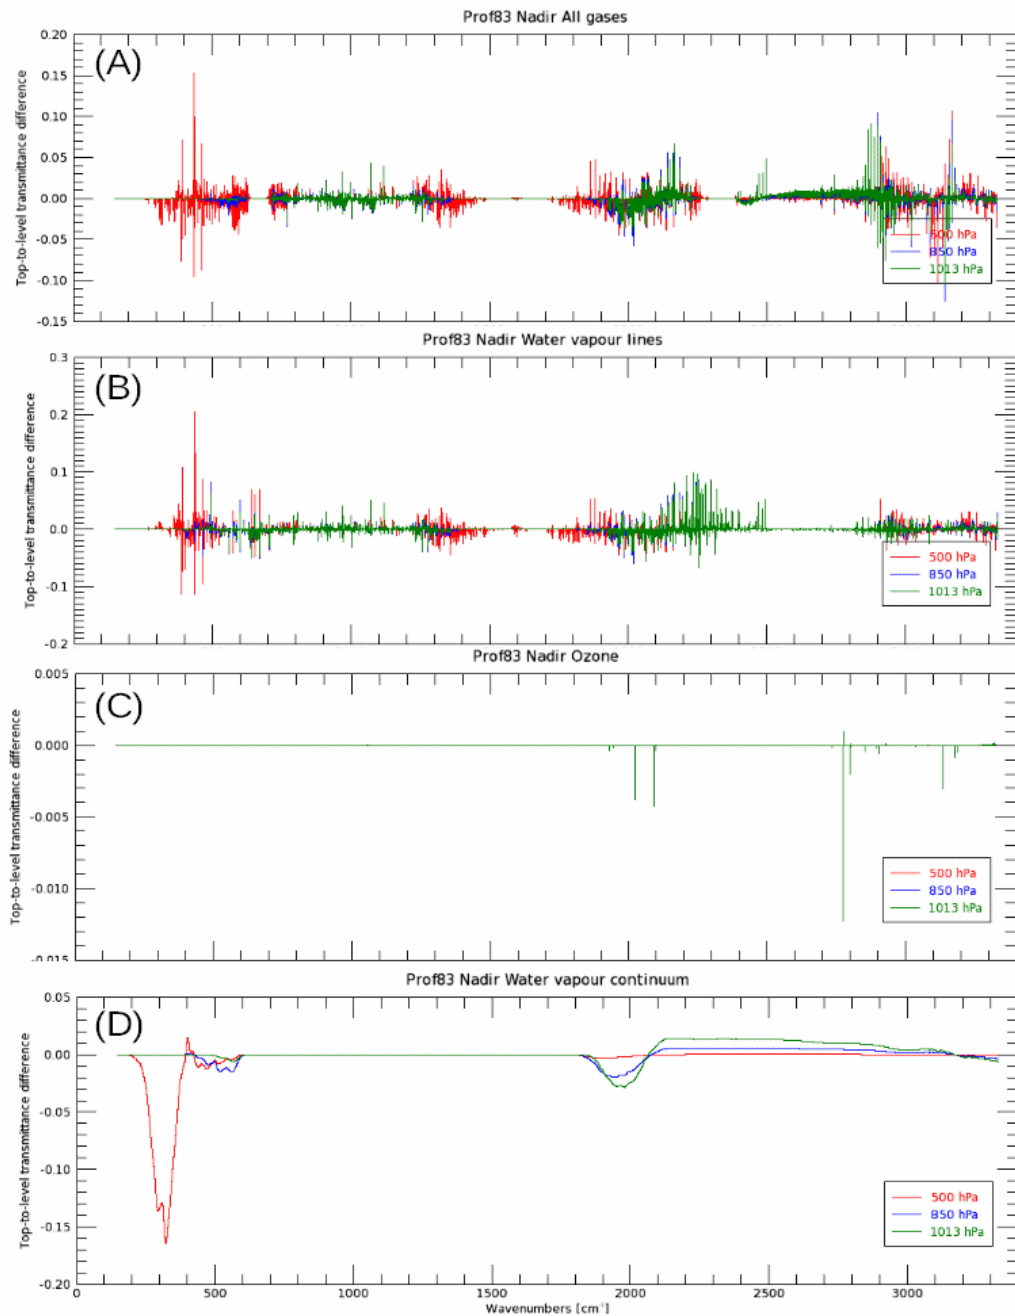 Prof83 Nadir All gases
(A)
Top-to-level transmittance difference
0.20
0.15
0.10
0.05
0.00
-0.05
-0.10
-0.15
500 hPa
850 hPa
1013 hPa
Prof83 Nadir Water vapour lines
(B)
Top-to-level transmittance difference
0.3
0.2
0.1
0.0
-0.1
-0.2
500 hPa
850 hPa
1013 hPa
Prof83 Nadir Ozone
(C)
Top-to-level transmittance difference
0.005
0.000
-0.005
-0.010
-0.015
500 hPa
850 hPa
1013 hPa
Prof83 Nadir Water vapour continuum
(D)
Top-to-level transmittance difference
0.05
0.00
-0.05
-0.10
-0.15
-0.20
500 hPa
850 hPa
1013 hPa
0 500 1000 1500 2000 2500 3000
Wavenumbers [cm⁻¹]